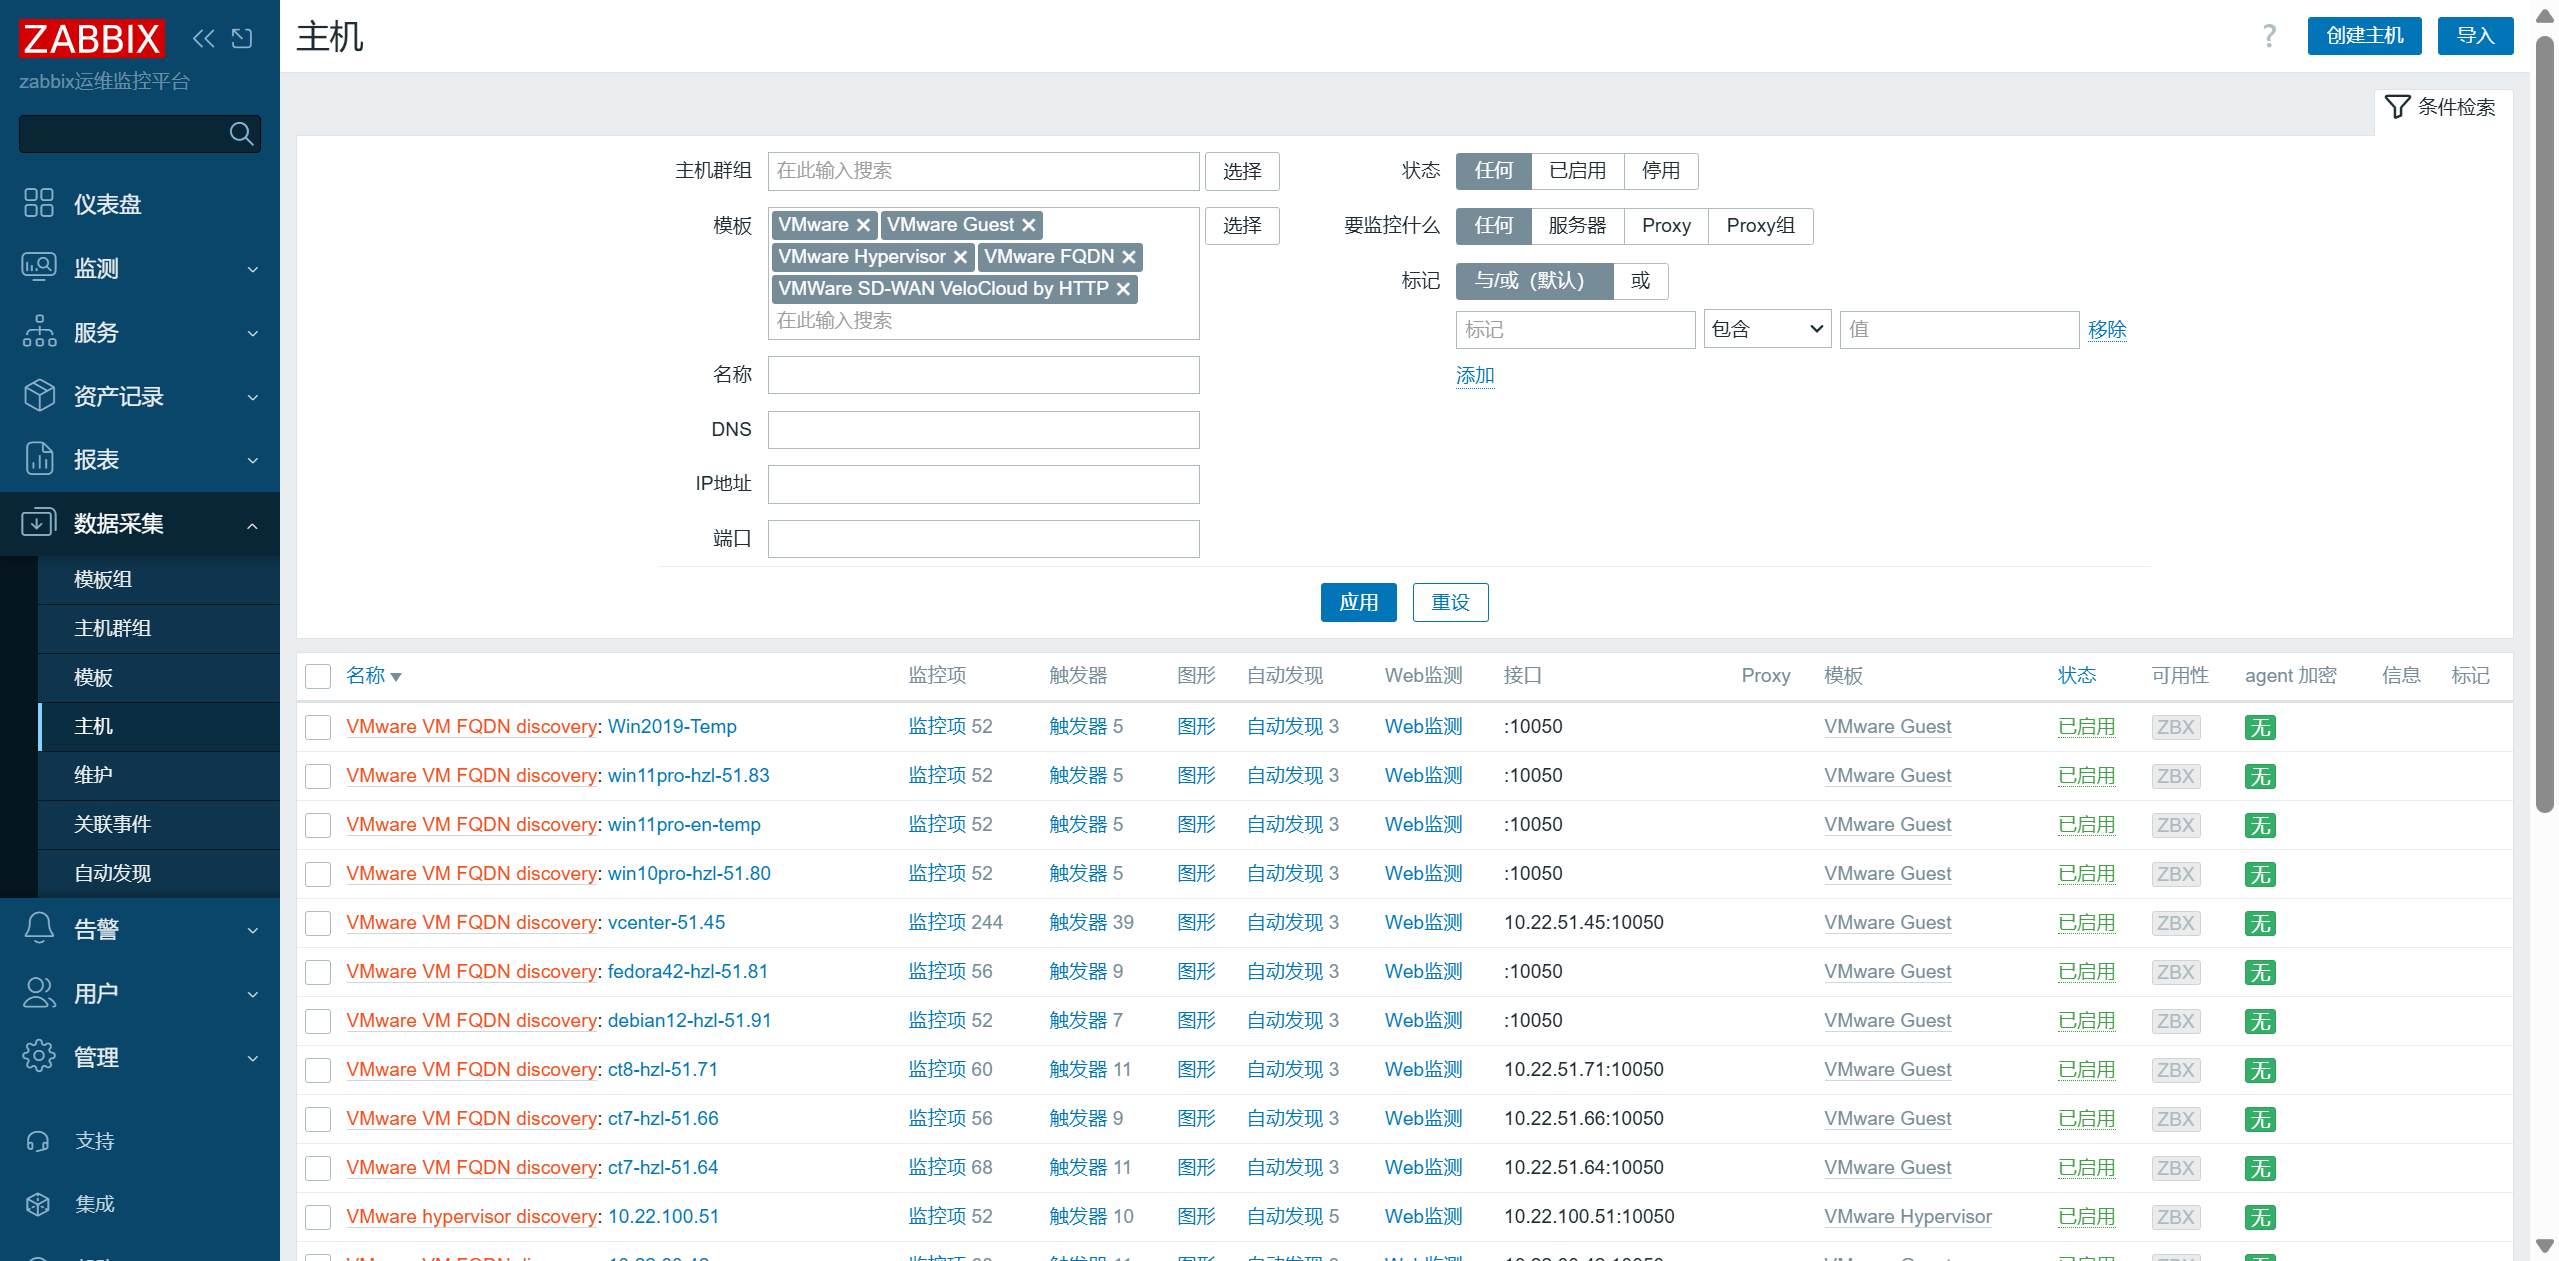 ZABBIX
zabbix运维监控平台
仪表盘
监测
服务
资产记录
报表
数据采集
模板组
主机群组
模板
主机
维护
关联事件
自动发现
告警
用户
管理
支持
集成
主机
? 创建主机 导入
条件检索
主机群组 在此输入搜索 选择
模板 VMware VMware Guest 选择
VMware Hypervisor VMware FQDN
VMWare SD-WAN VeloCloud by HTTP
在此输入搜索
名称
DNS
IP地址
端口
状态 任何 已启用 停用
要监控什么 任何 服务器 Proxy Proxy组
标记 与/或（默认） 或
标记 包含 值 移除
添加
应用 重设
名称 监控项 触发器 图形 自动发现 Web监测 接口 Proxy 模板 状态 可用性 agent 加密 信息 标记
VMware VM FQDN discovery: Win2019-Temp 监控项 52 触发器 5 图形 自动发现 3 Web监测 :10050 VMware Guest 已启用 ZBX 无
VMware VM FQDN discovery: win11pro-hzl-51.83 监控项 52 触发器 5 图形 自动发现 3 Web监测 :10050 VMware Guest 已启用 ZBX 无
VMware VM FQDN discovery: win11pro-en-temp 监控项 52 触发器 5 图形 自动发现 3 Web监测 :10050 VMware Guest 已启用 ZBX 无
VMware VM FQDN discovery: win10pro-hzl-51.80 监控项 52 触发器 5 图形 自动发现 3 Web监测 :10050 VMware Guest 已启用 ZBX 无
VMware VM FQDN discovery: vcenter-51.45 监控项 244 触发器 39 图形 自动发现 3 Web监测 10.22.51.45:10050 VMware Guest 已启用 ZBX 无
VMware VM FQDN discovery: fedora42-hzl-51.81 监控项 56 触发器 9 图形 自动发现 3 Web监测 :10050 VMware Guest 已启用 ZBX 无
VMware VM FQDN discovery: debian12-hzl-51.91 监控项 52 触发器 7 图形 自动发现 3 Web监测 :10050 VMware Guest 已启用 ZBX 无
VMware VM FQDN discovery: ct8-hzl-51.71 监控项 60 触发器 11 图形 自动发现 3 Web监测 10.22.51.71:10050 VMware Guest 已启用 ZBX 无
VMware VM FQDN discovery: ct7-hzl-51.66 监控项 56 触发器 9 图形 自动发现 3 Web监测 10.22.51.66:10050 VMware Guest 已启用 ZBX 无
VMware VM FQDN discovery: ct7-hzl-51.64 监控项 68 触发器 11 图形 自动发现 3 Web监测 10.22.51.64:10050 VMware Guest 已启用 ZBX 无
VMware hypervisor discovery: 10.22.100.51 监控项 52 触发器 10 图形 自动发现 5 Web监测 10.22.100.51:10050 VMware Hypervisor 已启用 ZBX 无